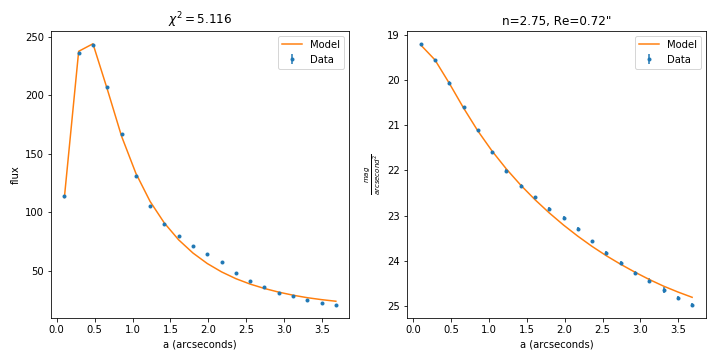 χ² = 5.116
250
200
150
100
50
flux
Model
Data
0.0 0.5 1.0 1.5 2.0 2.5 3.0 3.5
a (arcseconds)
n=2.75, Re=0.72"
19
20
21
22
23
24
25
mag
arcsecond²
Model
Data
0.0 0.5 1.0 1.5 2.0 2.5 3.0 3.5
a (arcseconds)